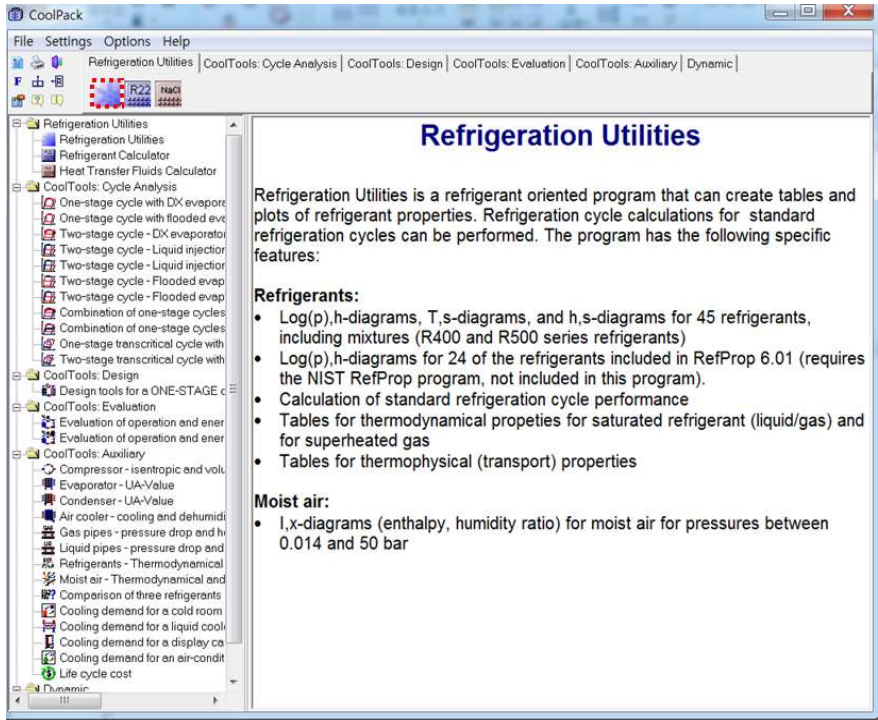 CoolPack
File Settings Options Help
Refrigeration Utilities CoolTools: Cycle Analysis CoolTools: Design CoolTools: Evaluation CoolTools: Auxiliary Dynamic
F
R22 NaCl
Refrigeration Utilities
Refrigeration Utilities
Refrigerant Calculator
Heat Transfer Fluids Calculator
CoolTools: Cycle Analysis
One-stage cycle with DX evapore
One-stage cycle with flooded eva
Two-stage cycle - DX evaporator
Two-stage cycle - Liquid injection
Two-stage cycle - Liquid injection
Two-stage cycle - Flooded evap
Two-stage cycle - Flooded evap
Combination of one-stage cycles
Combination of one-stage cycles
One-stage transcritical cycle with
Two-stage transcritical cycle with
CoolTools: Design
Design tools for a ONE-STAGE c
CoolTools: Evaluation
Evaluation of operation and ener
Evaluation of operation and ener
CoolTools: Auxiliary
Compressor - isentropic and volu
Evaporator - UA-Value
Condenser - UA-Value
Air cooler - cooling and dehumidi
Gas pipes - pressure drop and he
Liquid pipes - pressure drop and
Refrigerants - Thermodynamical
Moist air - Thermodynamical and
Comparison of three refrigerants
Cooling demand for a cold room
Cooling demand for a liquid cool
Cooling demand for a display ca
Cooling demand for an air-condit
Life cycle cost
Dynamic
Refrigeration Utilities
Refrigeration Utilities is a refrigerant oriented program that can create tables and
plots of refrigerant properties. Refrigeration cycle calculations for standard
refrigeration cycles can be performed. The program has the following specific
features:
Refrigerants:
• Log(p),h-diagrams, T,s-diagrams, and h,s-diagrams for 45 refrigerants,
including mixtures (R400 and R500 series refrigerants)
• Log(p),h-diagrams for 24 of the refrigerants included in RefProp 6.01 (requires
the NIST RefProp program, not included in this program).
• Calculation of standard refrigeration cycle performance
• Tables for thermodynamical propeties for saturated refrigerant (liquid/gas) and
for superheated gas
• Tables for thermophysical (transport) properties
Moist air:
• I,x-diagrams (enthalpy, humidity ratio) for moist air for pressures between
0.014 and 50 bar